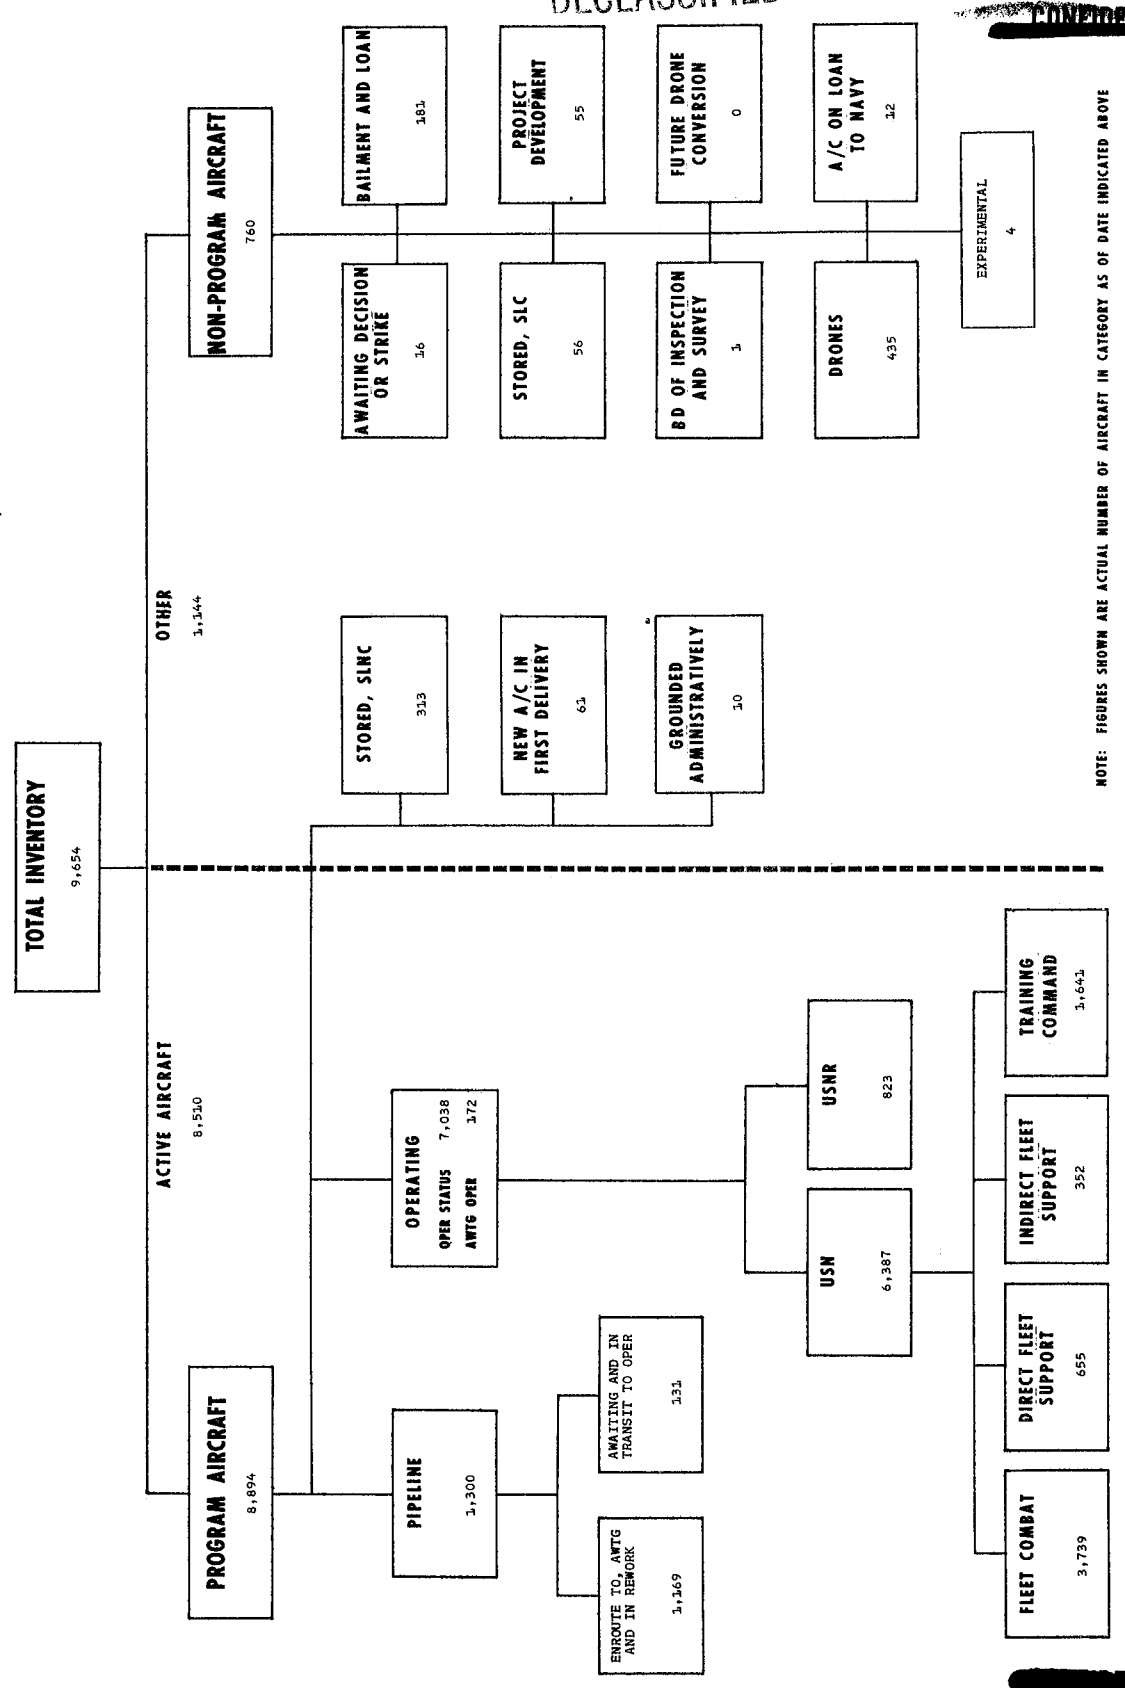 DECLASSIFIED
TOTAL INVENTORY
9,654
ACTIVE AIRCRAFT
8,510
OTHER
1,144
PROGRAM AIRCRAFT
8,894
NON-PROGRAM AIRCRAFT
760
PIPELINE
1,300
OPERATING
OPER STATUS 7,038
AWTG OPER 172
STORED, SLNC
313
NEW A/C IN
FIRST DELIVERY
61
GROUNDED
ADMINISTRATIVELY
10
AWAITING DECISION
OR STRIKE
16
BAILMENT AND LOAN
181
STORED, SLC
56
PROJECT
DEVELOPMENT
55
BD OF INSPECTION
AND SURVEY
1
FUTURE DRONE
CONVERSION
0
DRONES
435
A/C ON LOAN
TO NAVY
12
EXPERIMENTAL
4
ENROUTE TO, AWTG
AND IN REWORK
1,169
AWAITING AND IN
TRANSIT TO OPER
131
USN
6,387
USNR
823
FLEET COMBAT
3,739
DIRECT FLEET
SUPPORT
655
INDIRECT FLEET
SUPPORT
352
TRAINING
COMMAND
1,641
NOTE: FIGURES SHOWN ARE ACTUAL NUMBER OF AIRCRAFT IN CATEGORY AS OF DATE INDICATED ABOVE